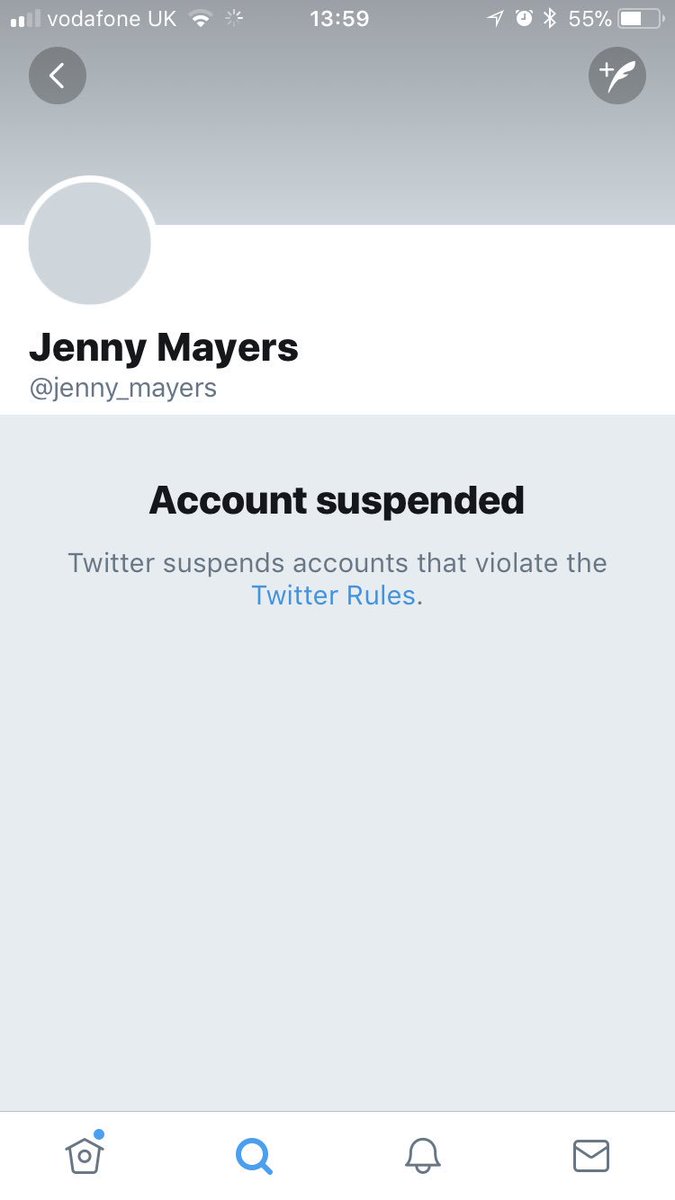 vodafone UK 13:59 55%
Jenny Mayers
@jenny_mayers
Account suspended
Twitter suspends accounts that violate the
Twitter Rules.